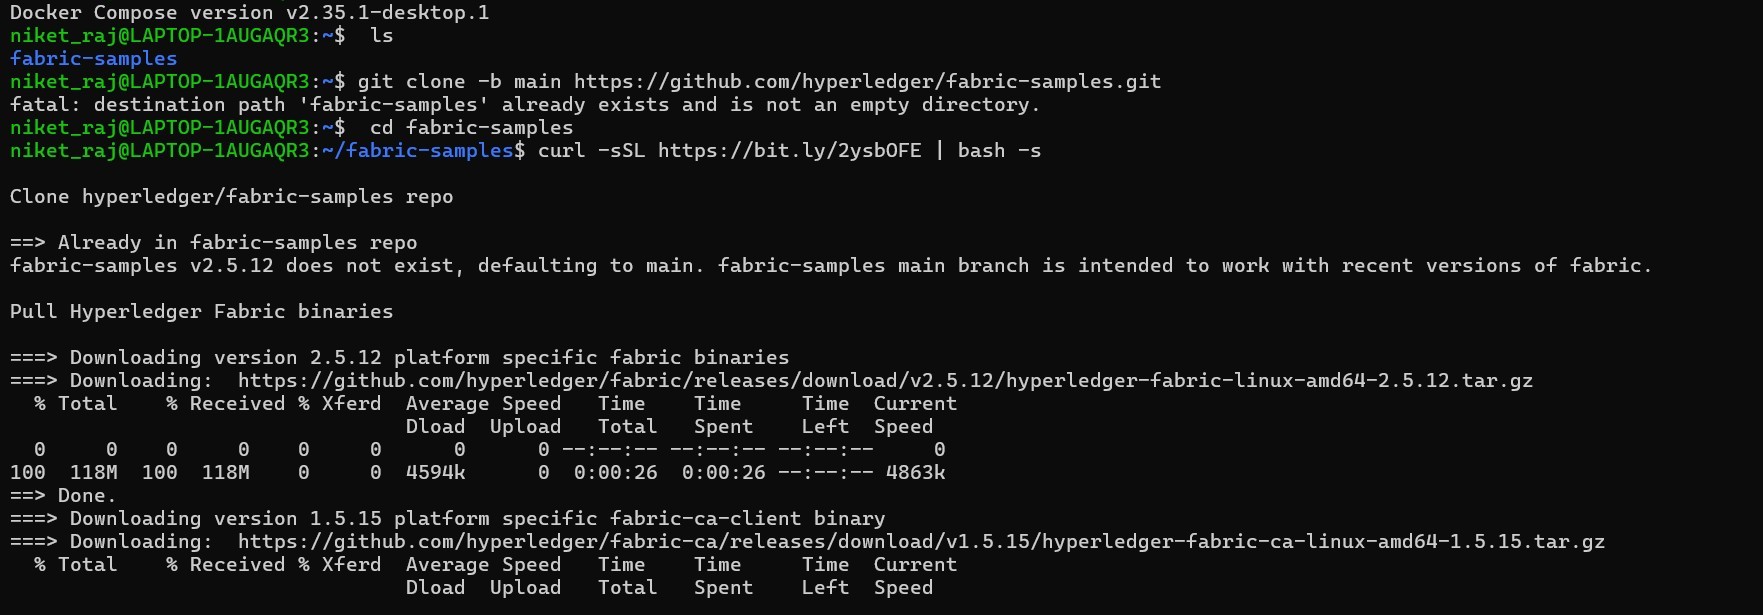 Docker Compose version v2.35.1-desktop.1
niket_raj@LAPTOP-1AUGAQR3:~$  ls
fabric-samples
niket_raj@LAPTOP-1AUGAQR3:~$ git clone -b main https://github.com/hyperledger/fabric-samples.git
fatal: destination path 'fabric-samples' already exists and is not an empty directory.
niket_raj@LAPTOP-1AUGAQR3:~$  cd fabric-samples
niket_raj@LAPTOP-1AUGAQR3:~/fabric-samples$ curl -sSL https://bit.ly/2ysbOFE | bash -s
Clone hyperledger/fabric-samples repo
==> Already in fabric-samples repo
fabric-samples v2.5.12 does not exist, defaulting to main. fabric-samples main branch is intended to work with recent versions of fabric.
Pull Hyperledger Fabric binaries
===> Downloading version 2.5.12 platform specific fabric binaries
===> Downloading:  https://github.com/hyperledger/fabric/releases/download/v2.5.12/hyperledger-fabric-linux-amd64-2.5.12.tar.gz
  % Total    % Received % Xferd  Average Speed   Time    Time     Time  Current
                                 Dload  Upload   Total   Spent    Left  Speed
  0     0    0     0    0     0      0      0 --:--:-- --:--:-- --:--:--     0
100  118M  100  118M    0     0  4594k      0  0:00:26  0:00:26 --:--:-- 4863k
==> Done.
===> Downloading version 1.5.15 platform specific fabric-ca-client binary
===> Downloading:  https://github.com/hyperledger/fabric-ca/releases/download/v1.5.15/hyperledger-fabric-ca-linux-amd64-1.5.15.tar.gz
  % Total    % Received % Xferd  Average Speed   Time    Time     Time  Current
                                 Dload  Upload   Total   Spent    Left  Speed